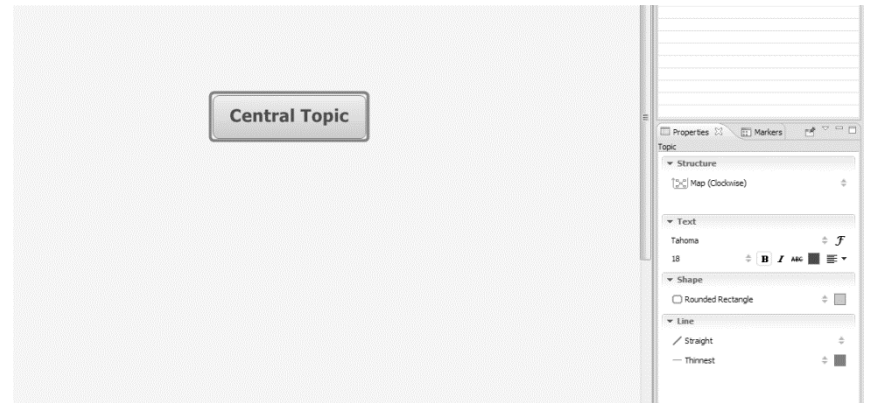 Central Topic
Properties Markers
Topic
Structure
Map (Clockwise)
Text
Tahoma F
18 B I ABC
Shape
Rounded Rectangle
Line
Straight
Thinnest